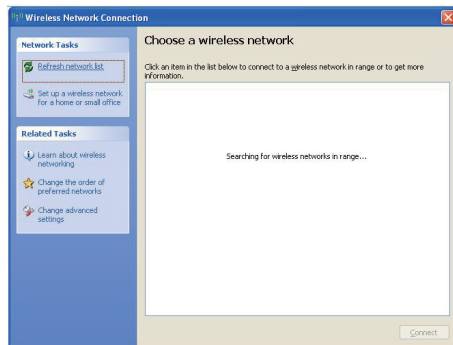 Wireless Network Connection
Network Tasks
Refresh network list
Set up a wireless network
for a home or small office
Related Tasks
Learn about wireless
networking
Change the order of
preferred networks
Change advanced
settings
Choose a wireless network
Click an item in the list below to connect to a wireless network in range or to get more
information.
Searching for wireless networks in range...
Connect